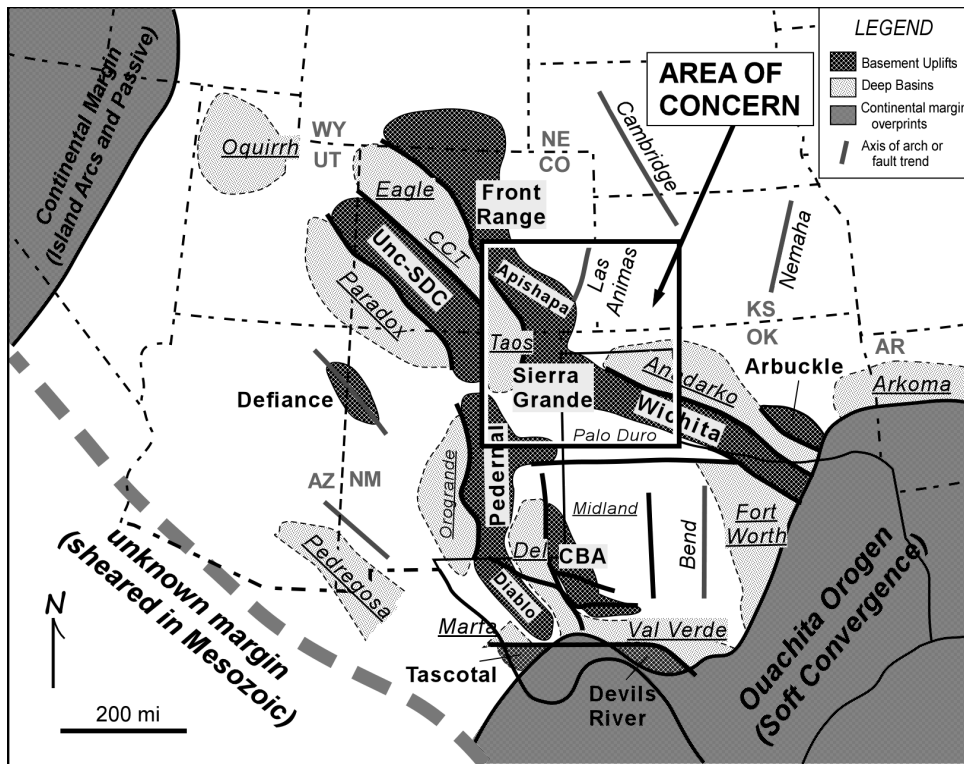 LEGEND
Basement Uplifts
Deep Basins
Continental margin
overprints
Axis of arch or
fault trend
AREA OF
CONCERN
Continental Margin
(Island Arcs and Passive)
Oquirrh
WY
UT
NE
CO
Cambridge
Eagle
Front
Range
Unc-SDC
CCT
Paradox
Apishapa
Las
Animas
Nemaha
KS
OK
AR
Taos
Sierra
Grande
Anadarko
Arbuckle
Arkoma
Defiance
Wichita
Palo Duro
AZ
NM
Orogrande
Pedernal
Midland
Bend
Fort
Worth
Pedregosa
Del
CBA
Diablo
Marfa
Val Verde
Tascotal
Devils
River
unknown margin
(sheared in Mesozoic)
Ouachita Orogen
(Soft Convergence)
N
200 mi